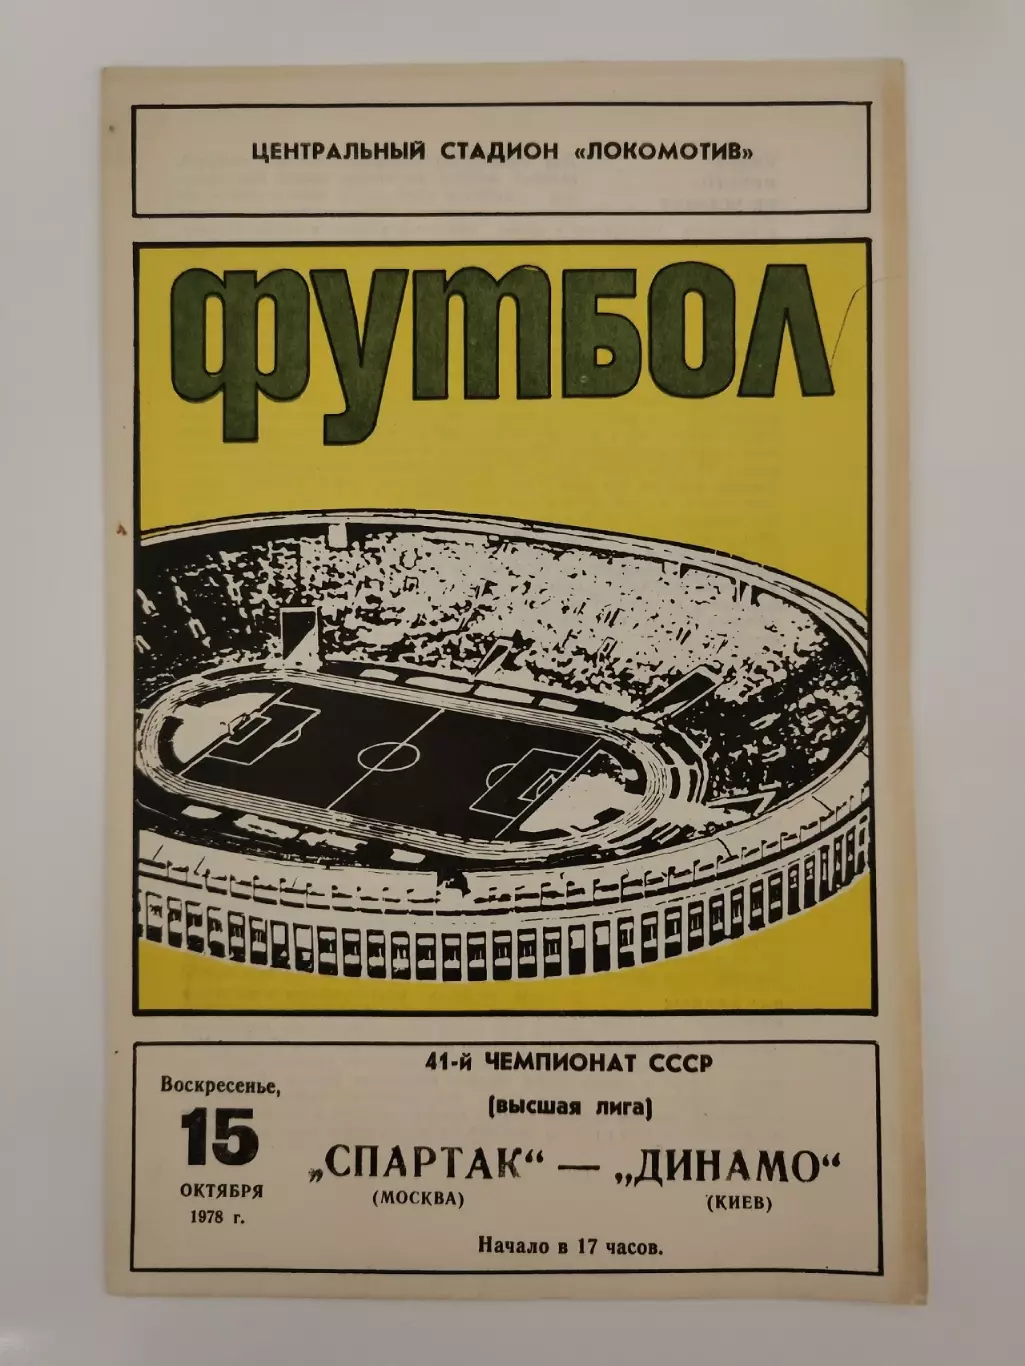 ЦЕНТРАЛЬНЫЙ СТАДИОН «ЛОКОМОТИВ»
ФУТБОЛ
41-й ЧЕМПИОНАТ СССР
(высшая лига)
Воскресенье,
15
ОКТЯБРЯ
1978 г.
„СПАРТАК“ — „ДИНАМО“
(МОСКВА) (КИЕВ)
Начало в 17 часов.